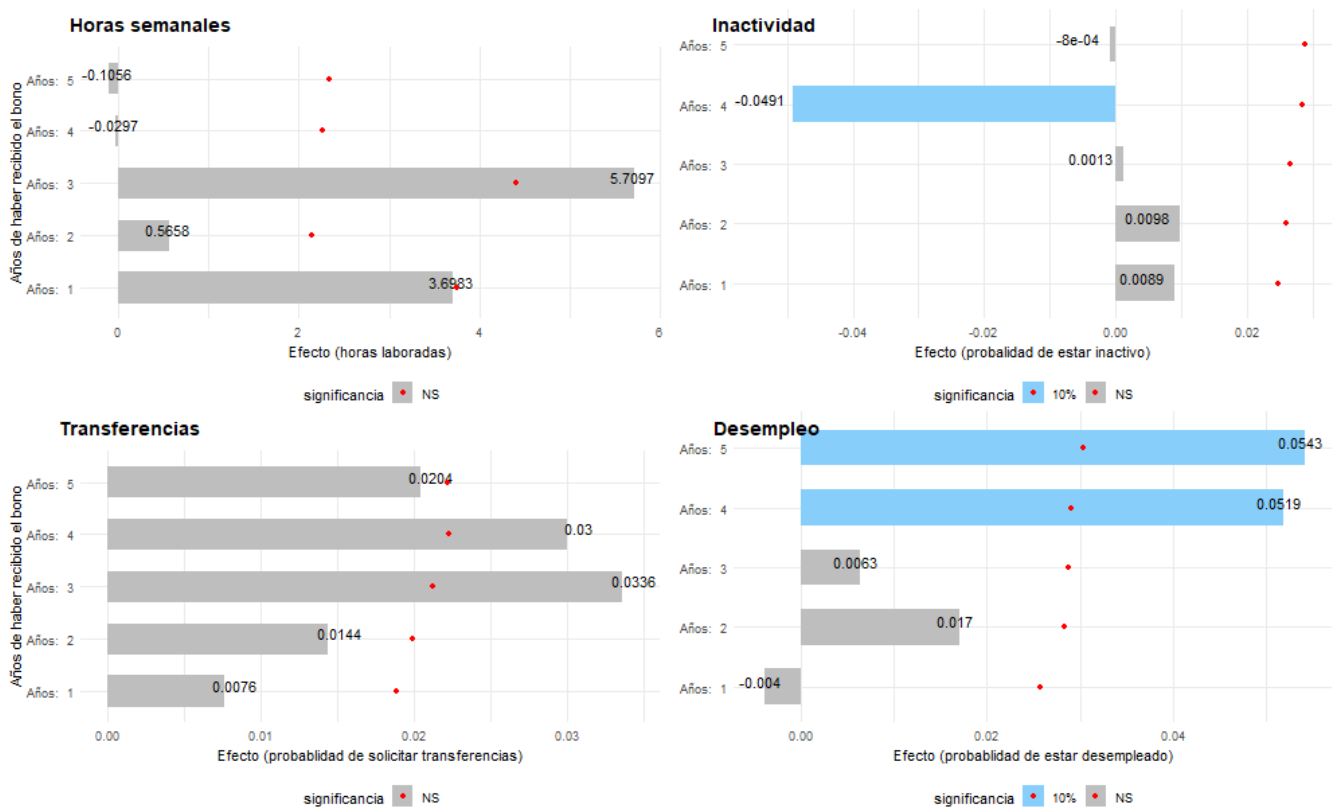 Horas semanales
Años de haber recibido el bono
Años: 5
-0.1056
Años: 4
-0.0297
Años: 3
5.7097
Años: 2
0.5658
Años: 1
3.6983
0 2 4 6
Efecto (horas laboradas)
significancia NS
Inactividad
Años: 5
-8e-04
Años: 4
-0.0491
Años: 3
0.0013
Años: 2
0.0098
Años: 1
0.0089
-0.04 -0.02 0.00 0.02
Efecto (probalidad de estar inactivo)
significancia 10% NS
Transferencias
Años de haber recibido el bono
Años: 5
0.0204
Años: 4
0.03
Años: 3
0.0336
Años: 2
0.0144
Años: 1
0.0076
0.00 0.01 0.02 0.03
Efecto (probablidad de solicitar transferencias)
significancia NS
Desempleo
Años: 5
0.0543
Años: 4
0.0519
Años: 3
0.0063
Años: 2
0.017
Años: 1
-0.004
0.00 0.02 0.04
Efecto (probablidad de estar desempleado)
significancia 10% NS